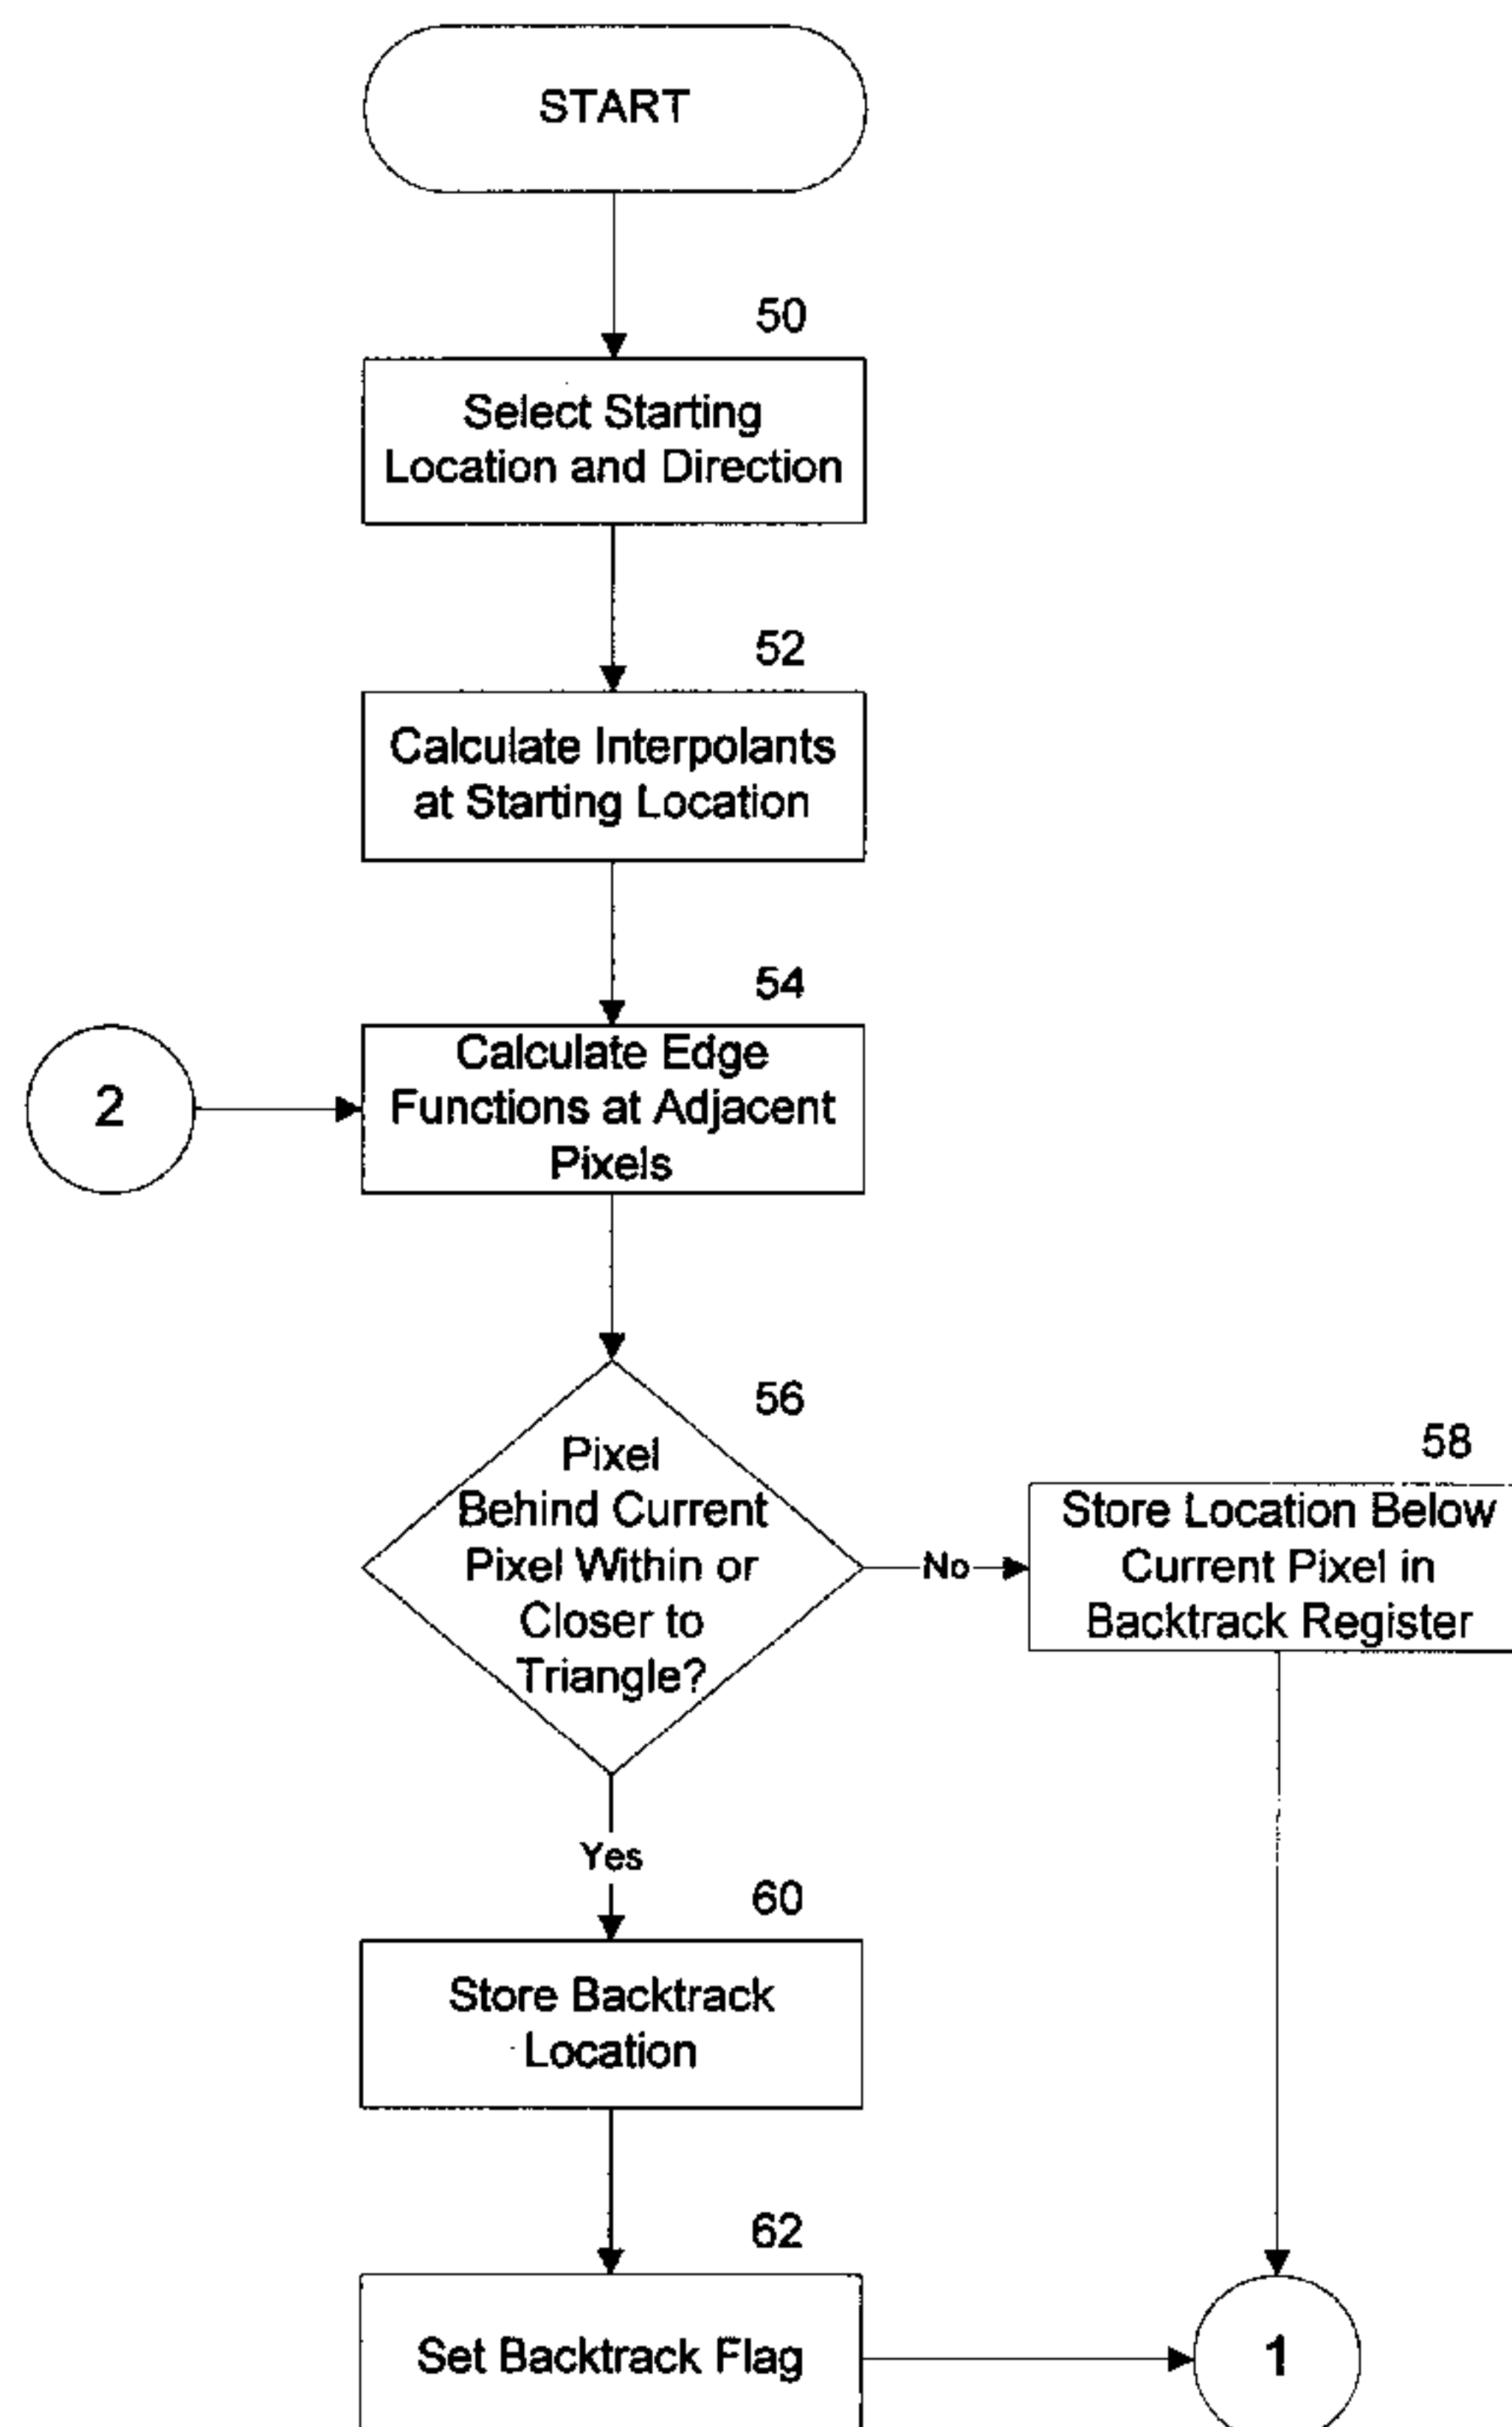 START
50
Select Starting
Location and Direction
52
Calculate Interpolants
at Starting Location
54
2
Calculate Edge
Functions at Adjacent
Pixels
56
Pixel
Behind Current
Pixel Within or
Closer to
Triangle?
No
58
Store Location Below
Current Pixel in
Backtrack Register
Yes
60
Store Backtrack
Location
62
Set Backtrack Flag
1